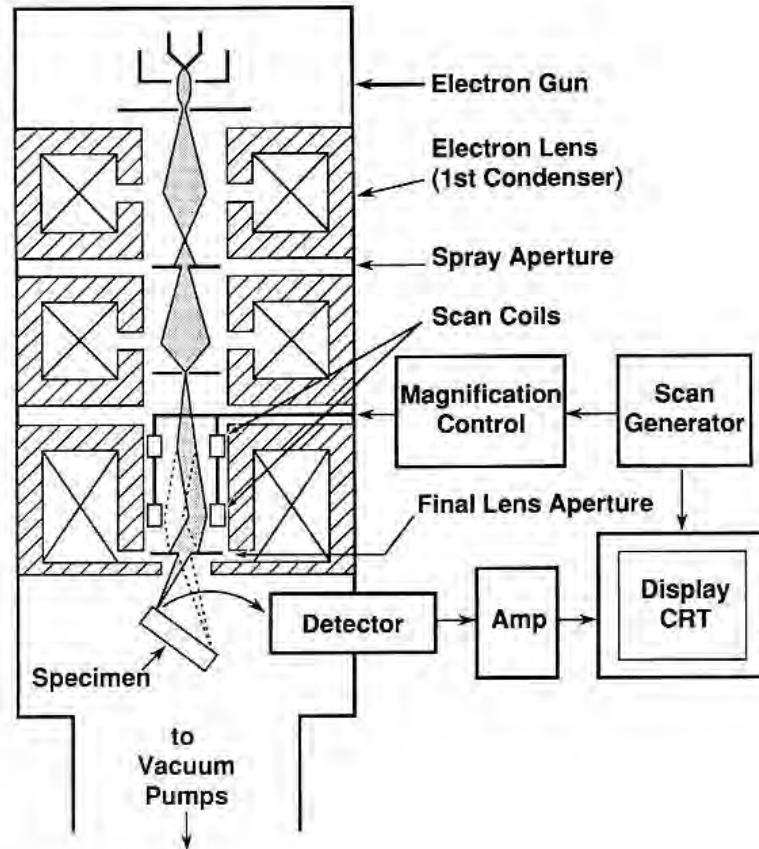 Electron Gun
Electron Lens
(1st Condenser)
Spray Aperture
Scan Coils
Magnification
Control
Scan
Generator
Final Lens Aperture
Display
CRT
Detector
Amp
Specimen
to
Vacuum
Pumps